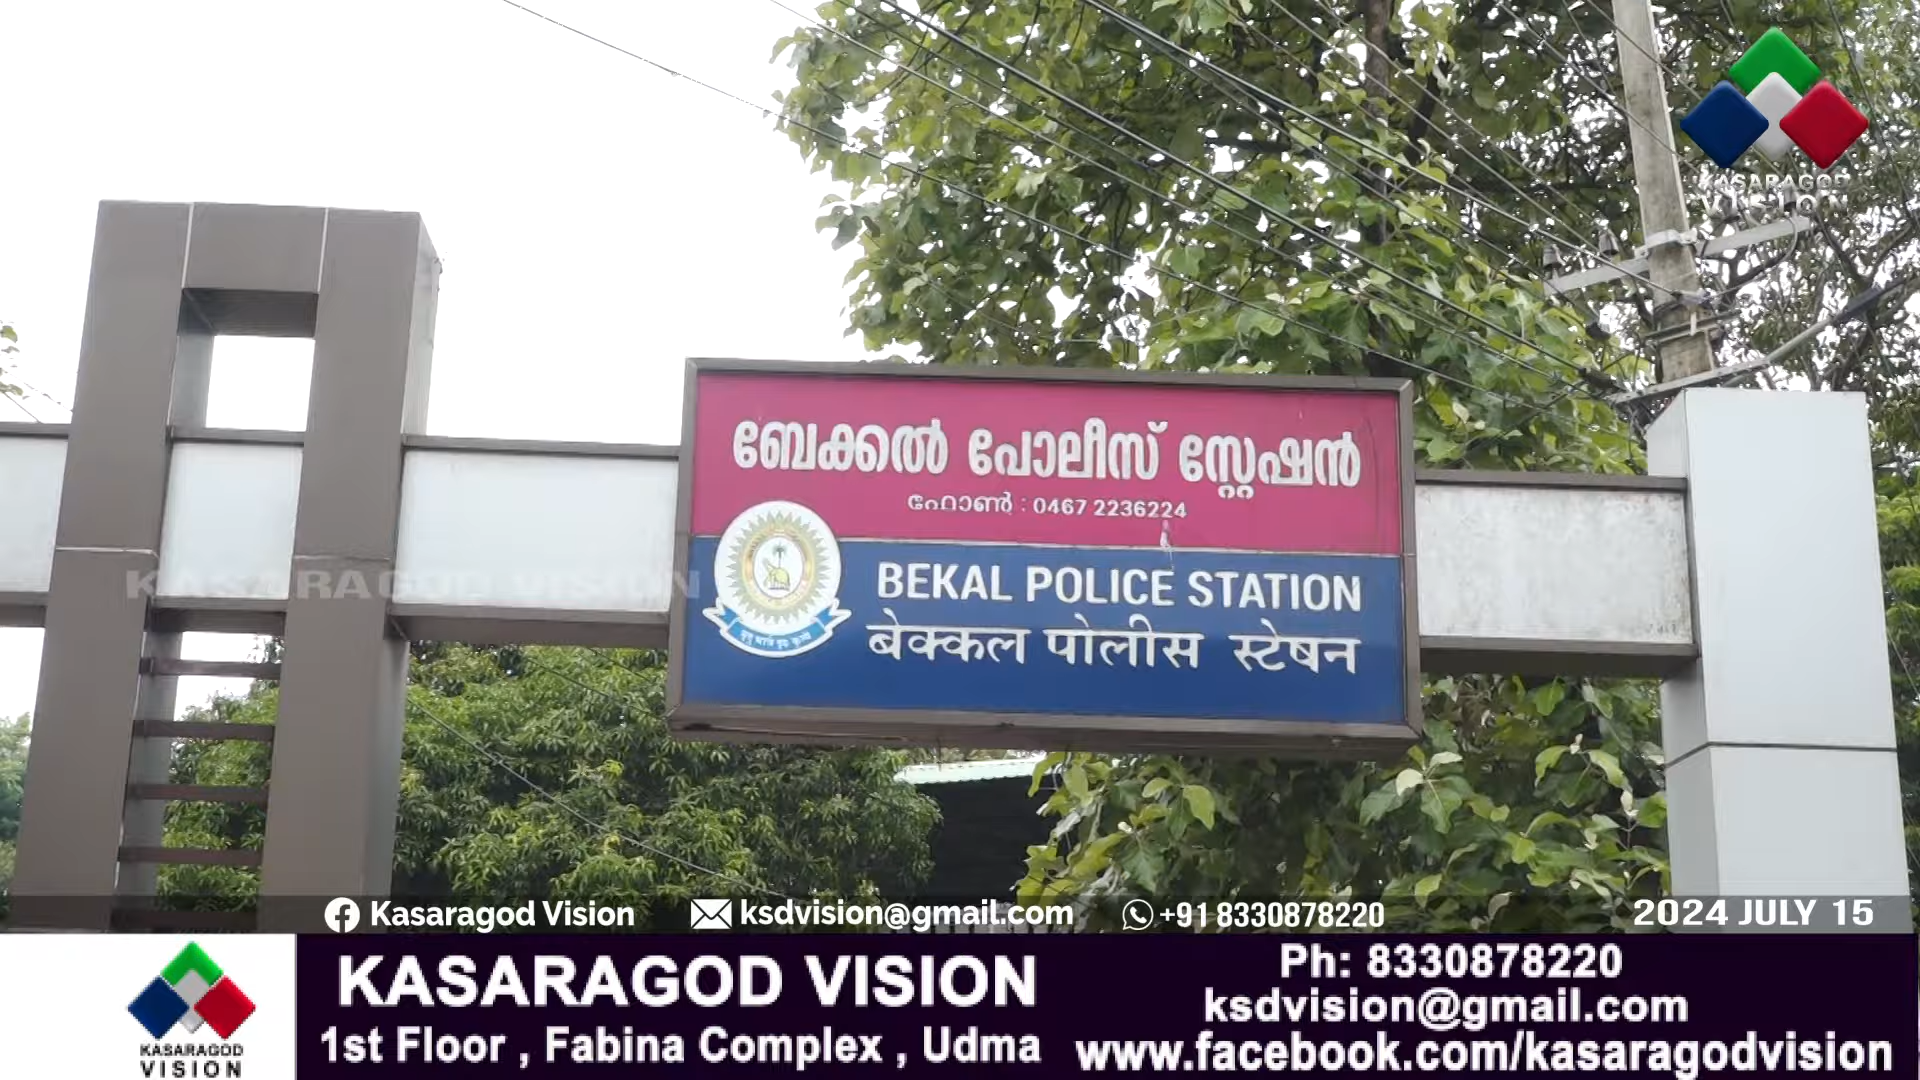 KASARAGOD
VISION
ബേക്കൽ പോലീസ് സ്റ്റേഷൻ
ഫോൺ : 0467 2236224
BEKAL POLICE STATION
बेक्कल पोलीस स्टेषन
KASARAGOD VISION
Kasaragod Vision
ksdvision@gmail.com
+91 8330878220
2024 JULY 15
KASARAGOD
VISION
KASARAGOD VISION
1st Floor , Fabina Complex , Udma
Ph: 8330878220
ksdvision@gmail.com
www.facebook.com/kasaragodvision